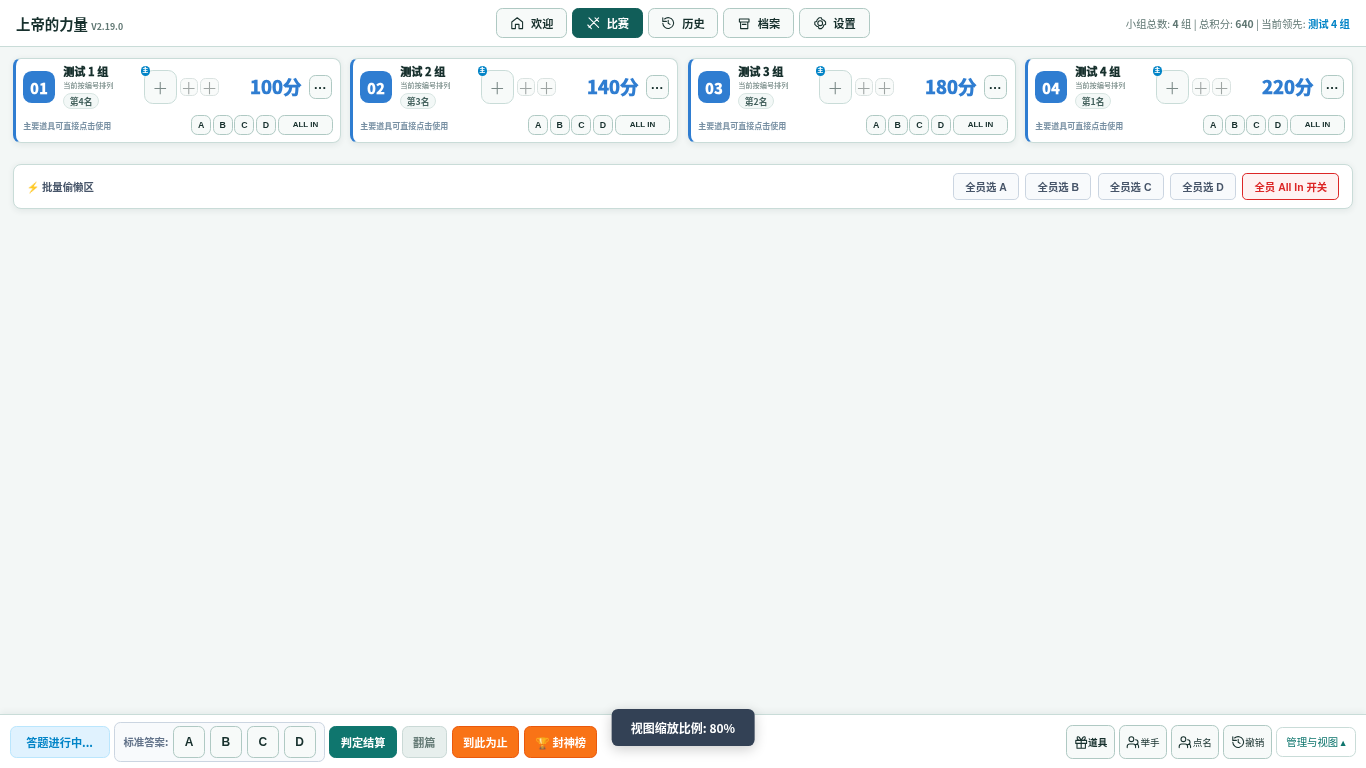 上帝的力量 V2.19.0
欢迎
比赛
历史
档案
设置
小组总数: 4 组 | 总积分: 640 | 当前领先: 测试 4 组
01
测试 1 组
当前按编号排列
第4名
主
100分
...
主要道具可直接点击使用
A
B
C
D
ALL IN
02
测试 2 组
当前按编号排列
第3名
主
140分
...
主要道具可直接点击使用
A
B
C
D
ALL IN
03
测试 3 组
当前按编号排列
第2名
主
180分
...
主要道具可直接点击使用
A
B
C
D
ALL IN
04
测试 4 组
当前按编号排列
第1名
主
220分
...
主要道具可直接点击使用
A
B
C
D
ALL IN
⚡ 批量偷懒区
全员选 A
全员选 B
全员选 C
全员选 D
全员 All In 开关
视图缩放比例: 80%
答题进行中...
标准答案:
A
B
C
D
判定结算
翻篇
到此为止
🏆 封神榜
道具
举手
点名
撤销
管理与视图 ▴